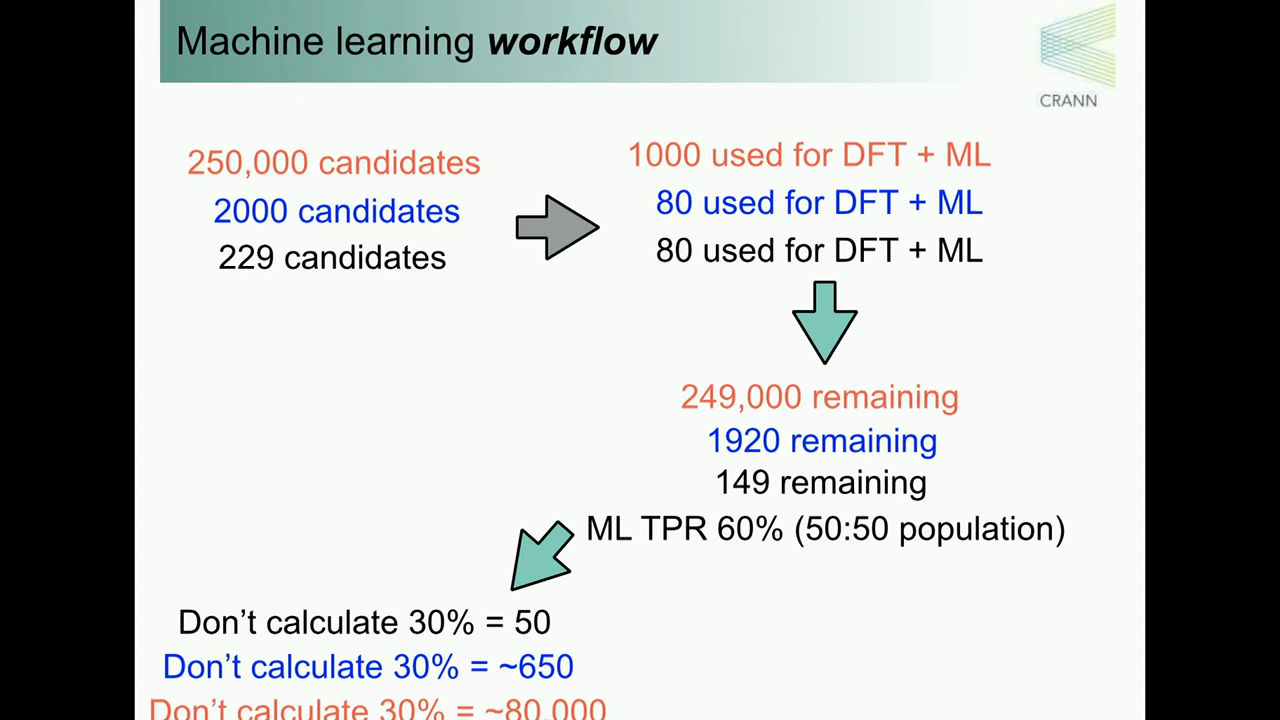 Machine learning workflow
CRANN
250,000 candidates
2000 candidates
229 candidates
1000 used for DFT + ML
80 used for DFT + ML
80 used for DFT + ML
249,000 remaining
1920 remaining
149 remaining
ML TPR 60% (50:50 population)
Don’t calculate 30% = 50
Don’t calculate 30% = ~650
Don’t calculate 30% = ~80,000